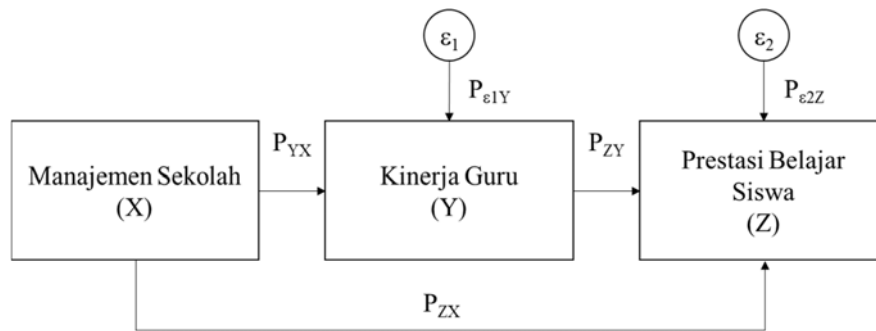 ε1
ε2
Pε1Y
Pε2Z
PYX
PZY
Manajemen Sekolah
(X)
Kinerja Guru
(Y)
Prestasi Belajar
Siswa
(Z)
PZX